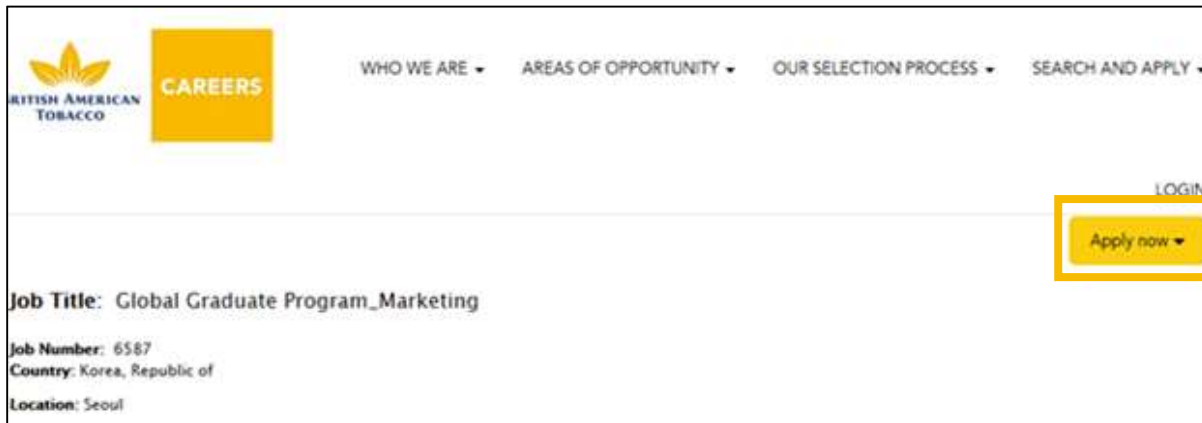 RITISH AMERICAN
TOBACCO
CAREERS
WHO WE ARE
AREAS OF OPPORTUNITY
OUR SELECTION PROCESS
SEARCH AND APPLY
LOGIN
Apply now
Job Title: Global Graduate Program_Marketing
Job Number: 6587
Country: Korea, Republic of
Location: Seoul